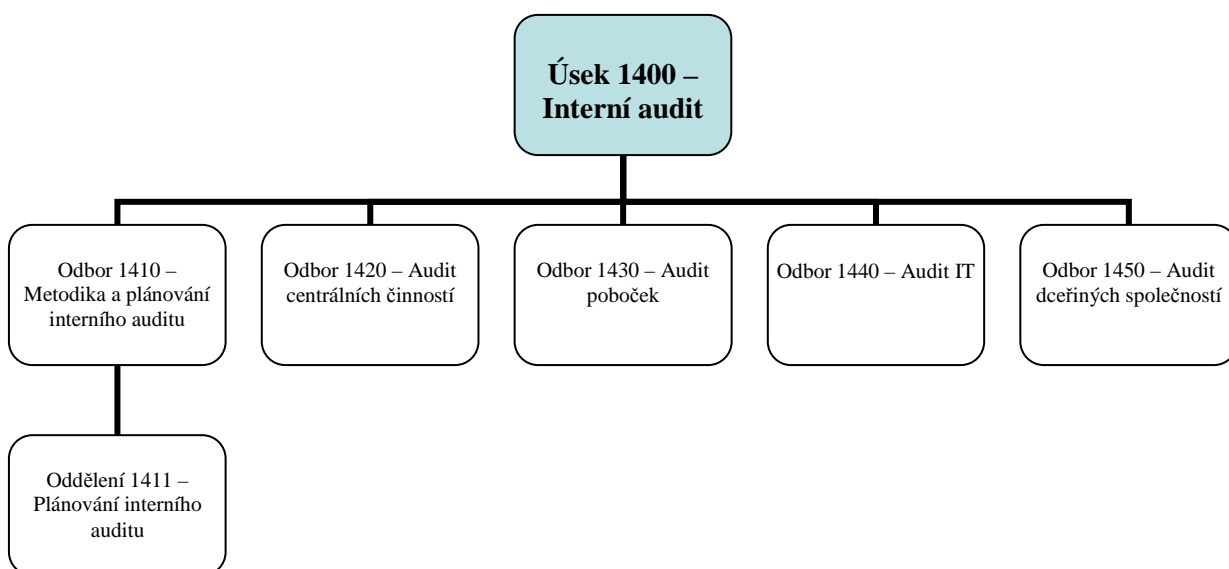 Úsek 1400 –
Interní audit
Odbor 1410 –
Metodika a plánování
interního auditu
Odbor 1420 – Audit
centrálních činností
Odbor 1430 – Audit
poboček
Odbor 1440 – Audit IT
Odbor 1450 – Audit
dceřiných společností
Oddělení 1411 –
Plánování interního
auditu